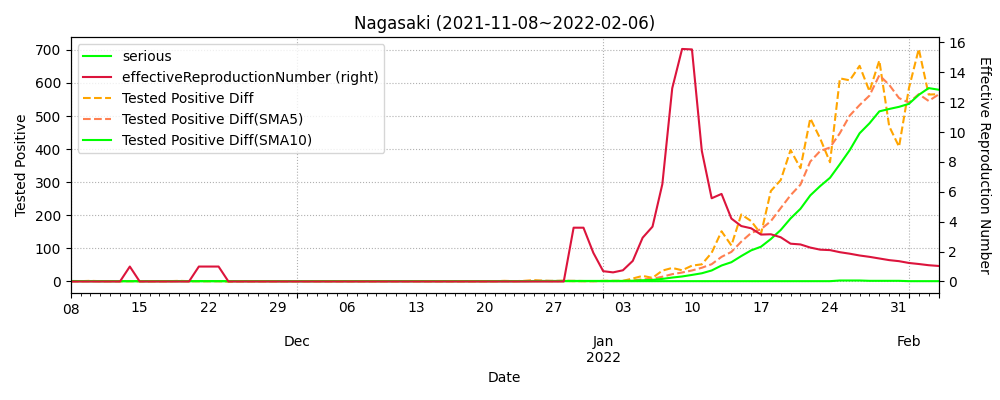 Nagasaki (2021-11-08~2022-02-06)
serious
effectiveReproductionNumber (right)
Tested Positive Diff
Tested Positive Diff(SMA5)
Tested Positive Diff(SMA10)
Tested Positive
700
600
500
400
300
200
100
0
16
14
12
10
8
6
4
2
0
Effective Reproduction Number
08 15 22 29 06 13 20 27 03 10 17 24 31
Dec Jan Feb
2022
Date